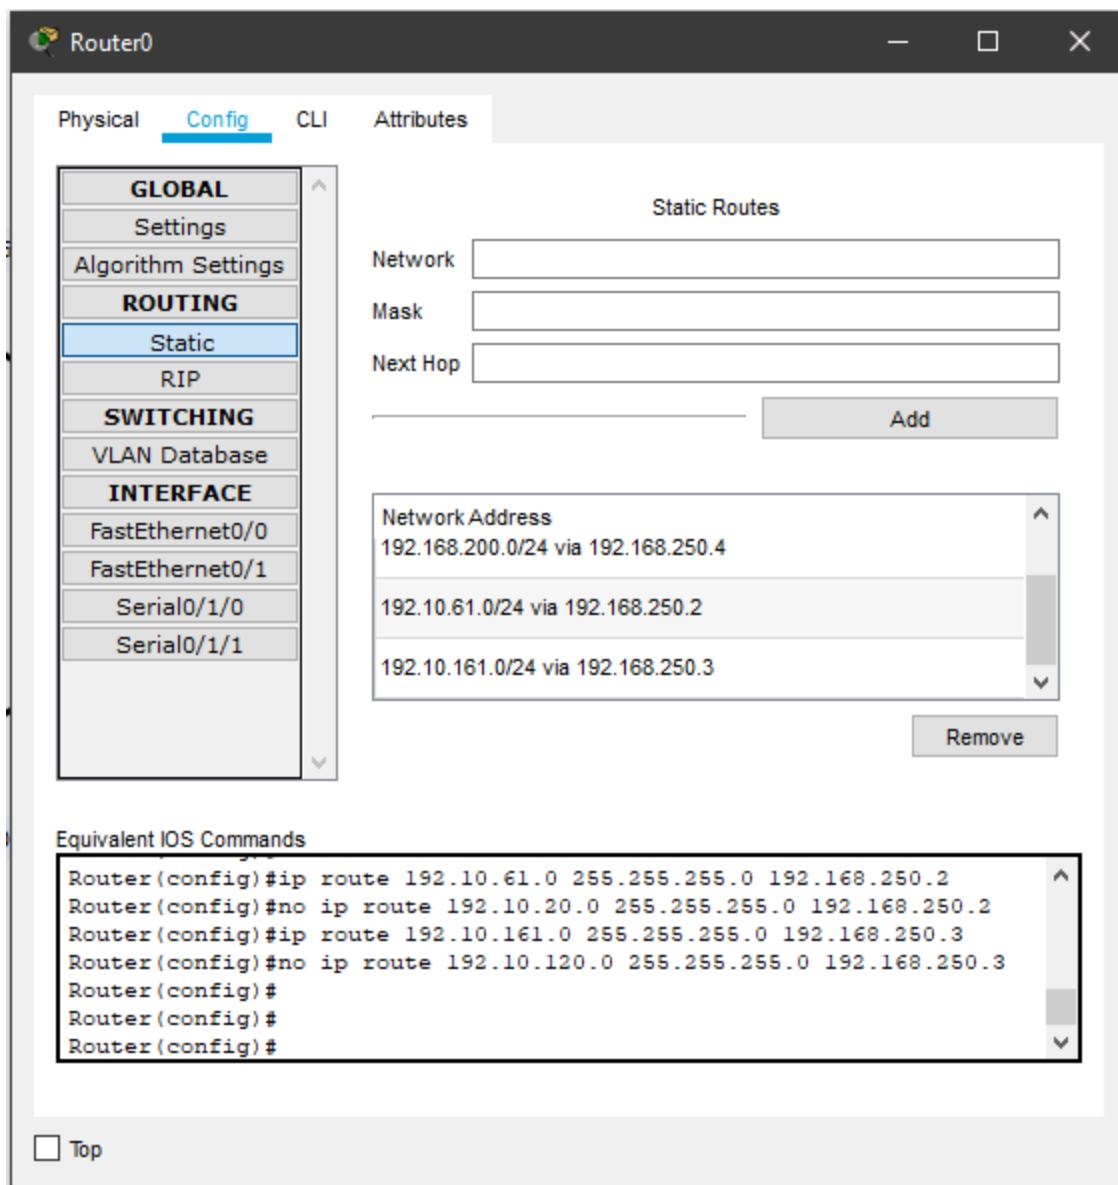 Router0
Physical Config CLI Attributes
GLOBAL
Settings
Algorithm Settings
ROUTING
Static
RIP
SWITCHING
VLAN Database
INTERFACE
FastEthernet0/0
FastEthernet0/1
Serial0/1/0
Serial0/1/1
Static Routes
Network
Mask
Next Hop
Add
Network Address
192.168.200.0/24 via 192.168.250.4
192.10.61.0/24 via 192.168.250.2
192.10.161.0/24 via 192.168.250.3
Remove
Equivalent IOS Commands
Router(config)#ip route 192.10.61.0 255.255.255.0 192.168.250.2
Router(config)#no ip route 192.10.20.0 255.255.255.0 192.168.250.2
Router(config)#ip route 192.10.161.0 255.255.255.0 192.168.250.3
Router(config)#no ip route 192.10.120.0 255.255.255.0 192.168.250.3
Router(config)#
Router(config)#
Router(config)#
Top